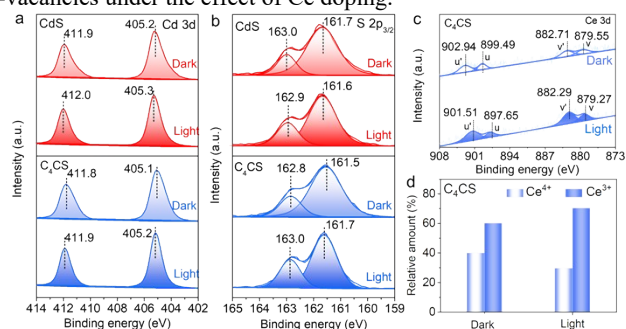 vacancies under the effect of Ce doping.
a
CdS
Cd 3d
411.9
405.2
Dark
412.0
405.3
Light
C₄CS
411.8
405.1
Dark
411.9
405.2
Light
Intensity (a.u.)
414 412 410 408 406 404 402
Binding energy (eV)
b
CdS
S 2p₃/₂
163.0
161.7
Dark
162.9
161.6
Light
C₄CS
162.8
161.5
Dark
163.0
161.7
Light
Intensity (a.u.)
165 164 163 162 161 160 159
Binding energy (eV)
c
C₄CS
Ce 3d
902.94
899.49
882.71
879.55
u'
u
v'
v
Dark
901.51
897.65
882.29
879.27
u'
u
v'
v
Light
Intensity (a.u.)
908 901 894 887 880 873
Binding energy (eV)
d
C₄CS
Ce⁴⁺
Ce³⁺
Relative amount (%)
80
60
40
20
0
Dark
Light